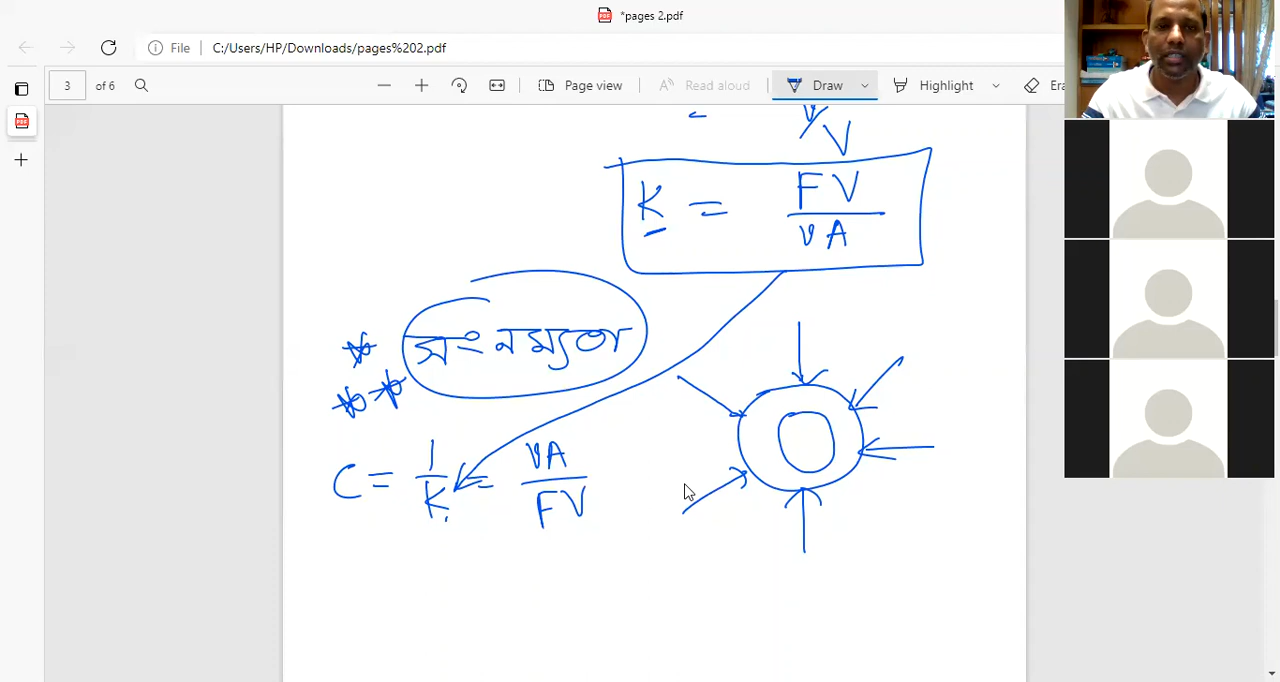 *pages 2.pdf
File C:/Users/HP/Downloads/pages%202.pdf
3 of 6 Page view Read aloud Draw Highlight Era
v/V
K = FV/vA
সংনম্যতা
C = 1/K = vA/FV